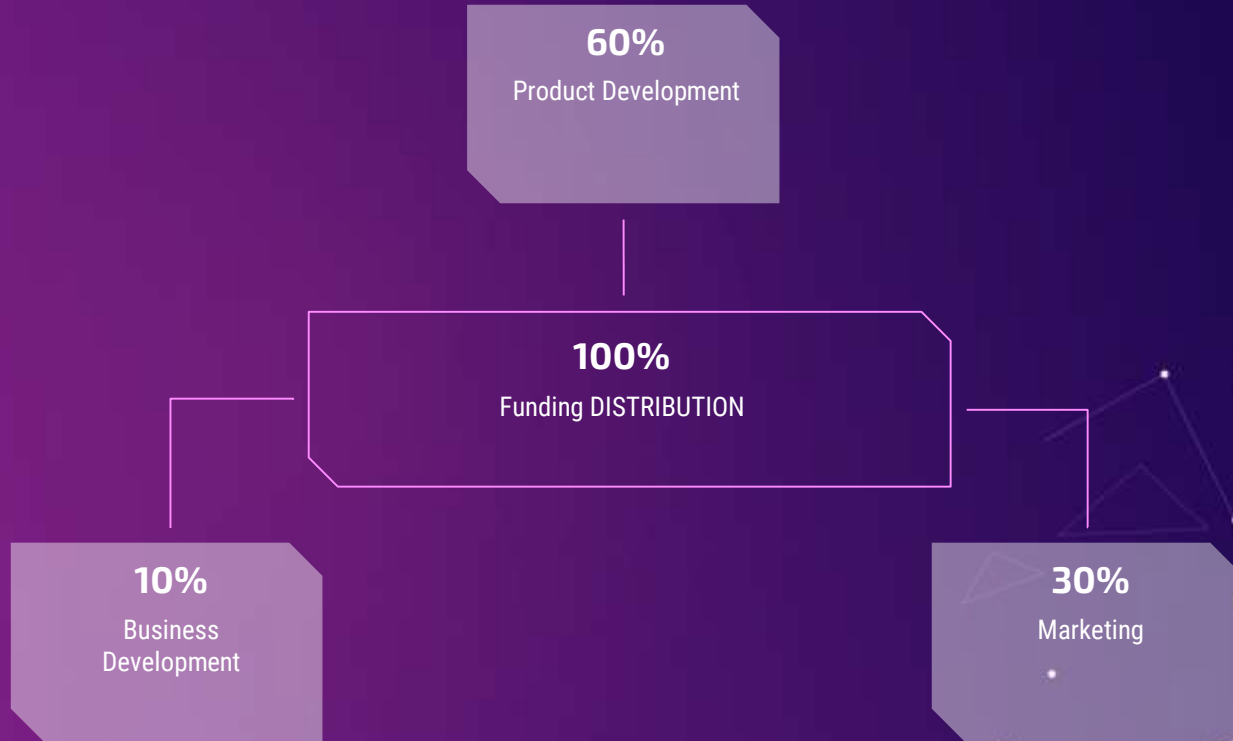 60%
Product Development
100%
Funding DISTRIBUTION
10%
Business
Development
30%
Marketing